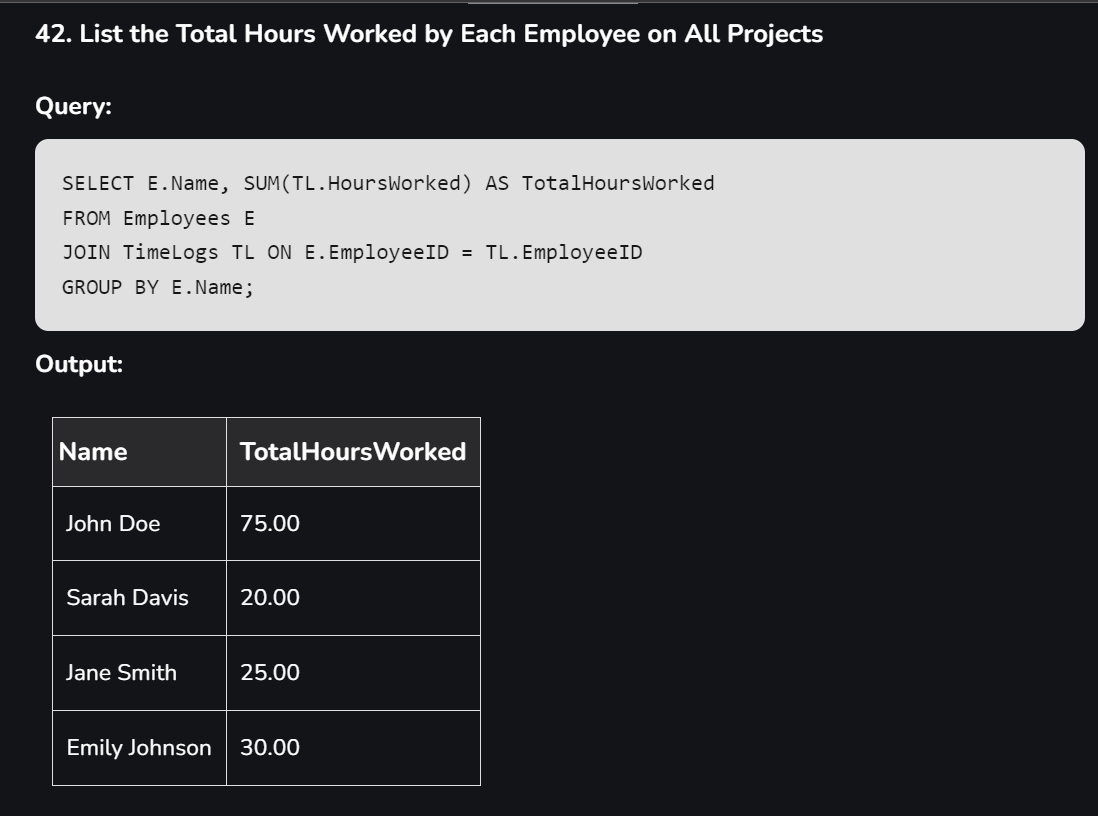 42. List the Total Hours Worked by Each Employee on All Projects
Query:
SELECT E.Name, SUM(TL.HoursWorked) AS TotalHoursWorked
FROM Employees E
JOIN TimeLogs TL ON E.EmployeeID = TL.EmployeeID
GROUP BY E.Name;
Output:
Name TotalHoursWorked
John Doe 75.00
Sarah Davis 20.00
Jane Smith 25.00
Emily Johnson 30.00